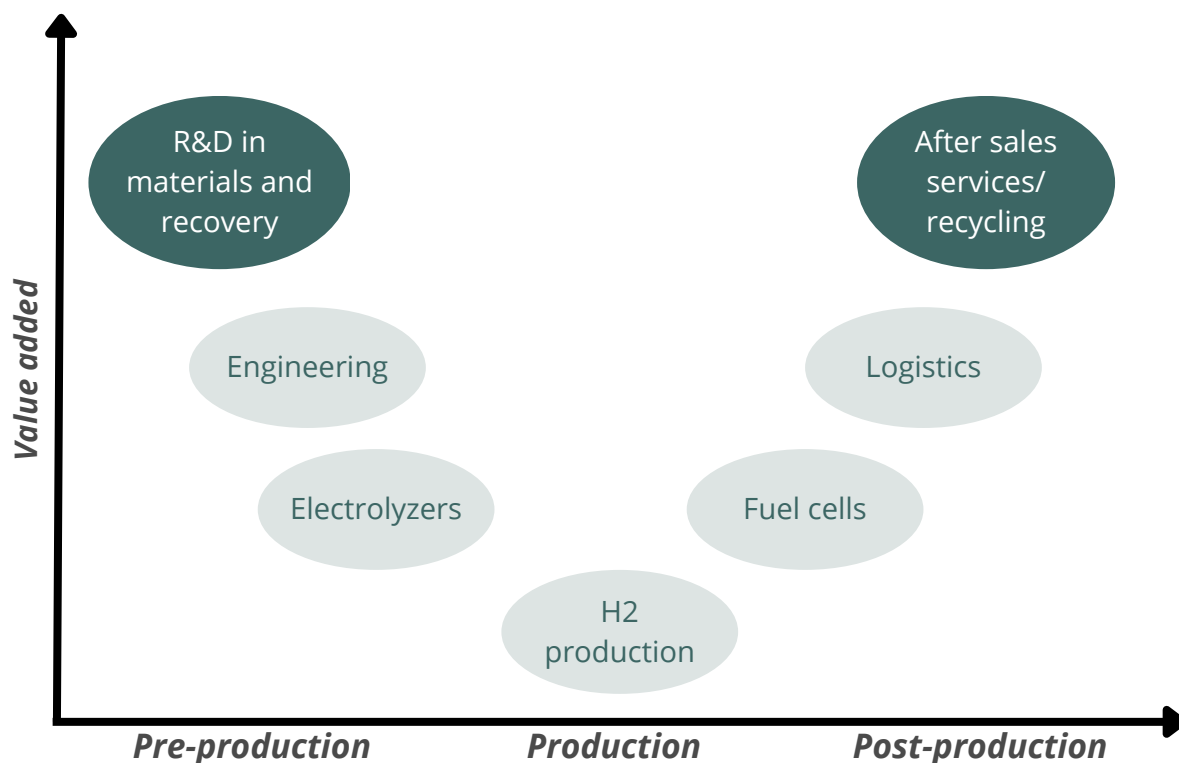 R&D in
materials and
recovery
After sales
services/
recycling
Value added
Engineering
Logistics
Electrolyzers
Fuel cells
H2
production
Pre-production
Production
Post-production